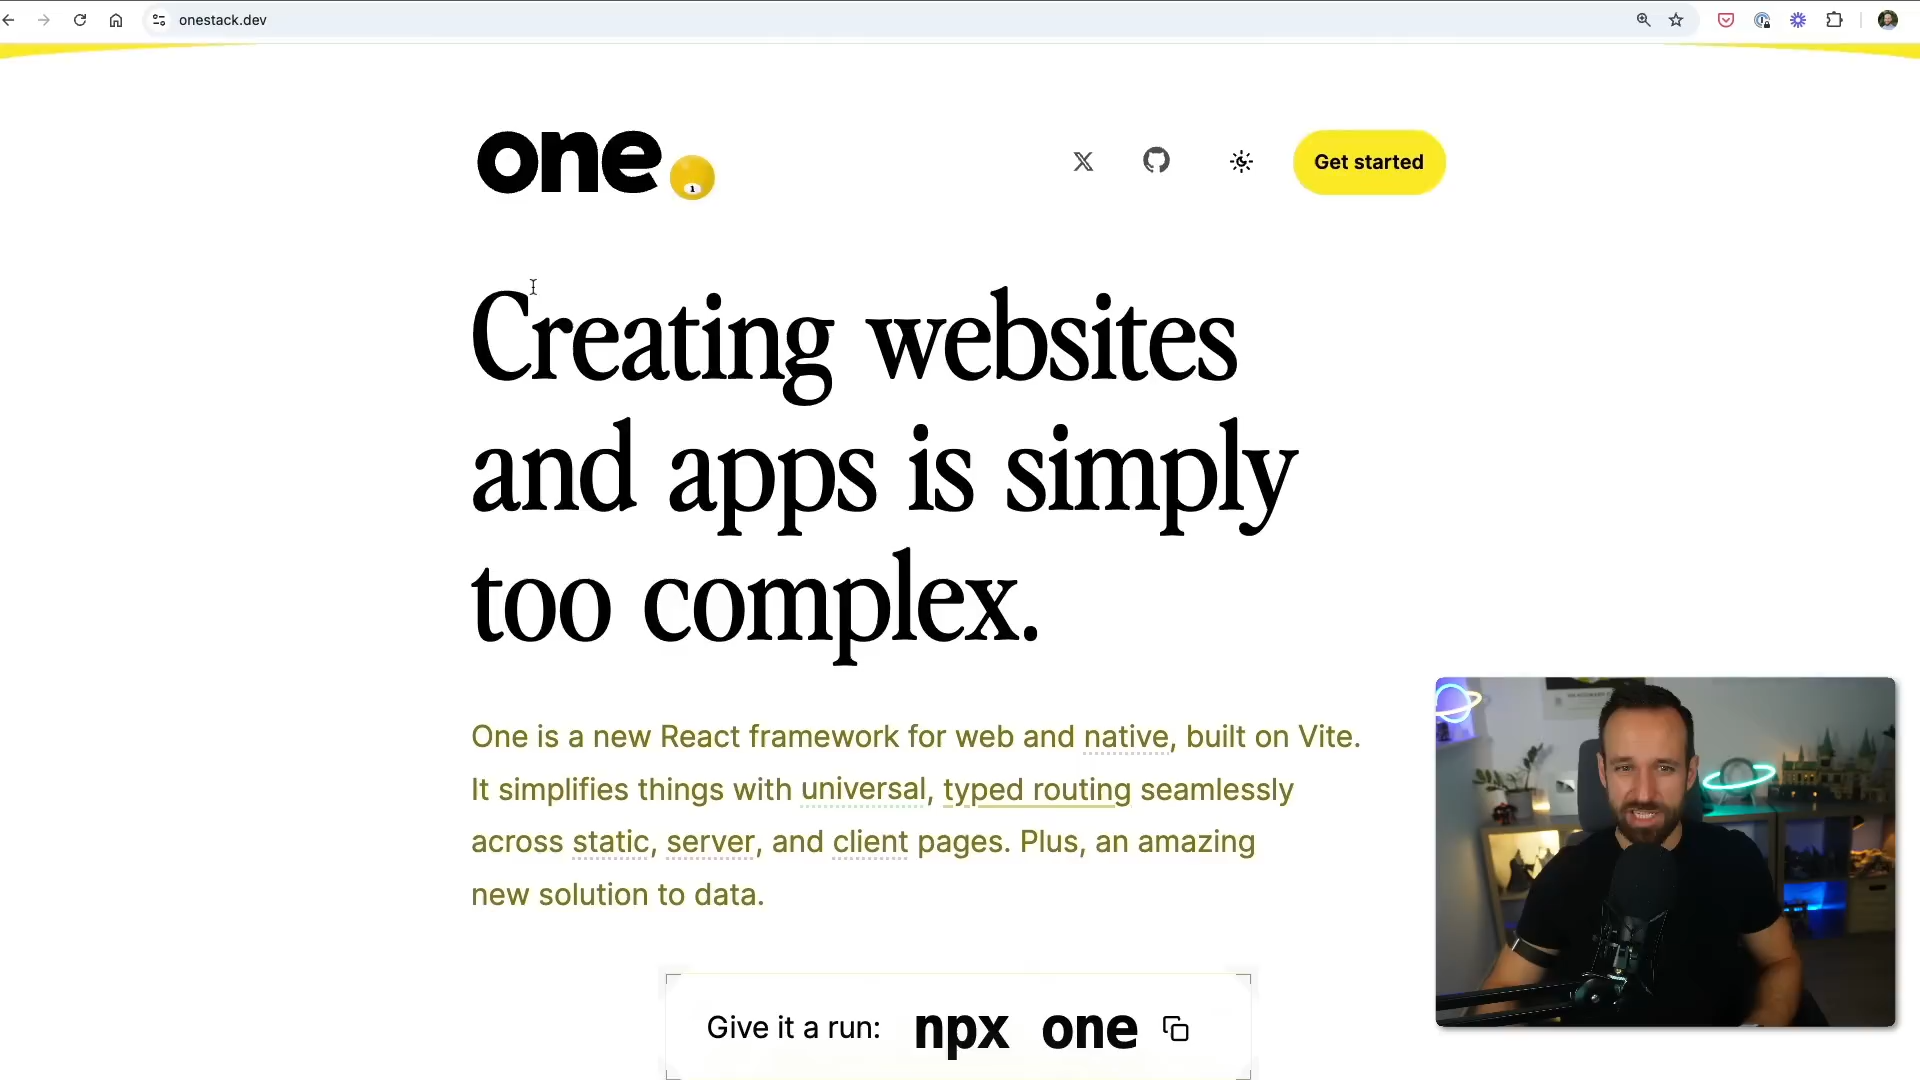 onestack.dev
one
1
Get started
Creating websites
and apps is simply
too complex.
One is a new React framework for web and native, built on Vite.
It simplifies things with universal, typed routing seamlessly
across static, server, and client pages. Plus, an amazing
new solution to data.
Give it a run: npx one